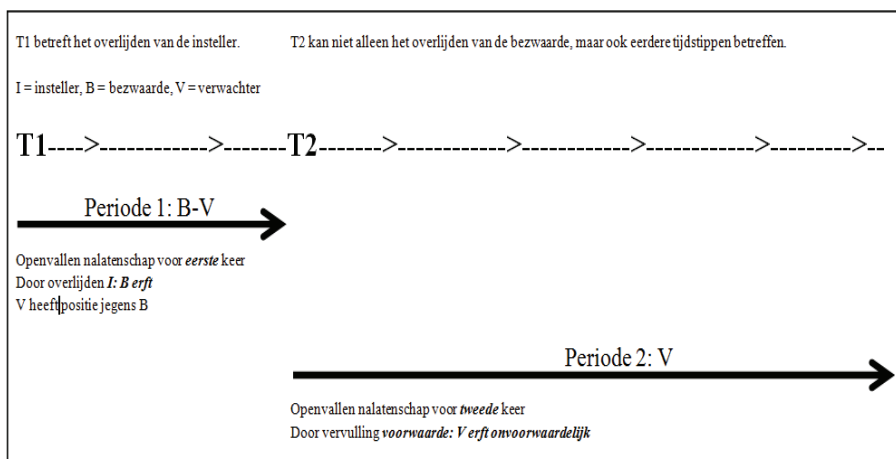 T1 betreft het overlijden van de insteller.
T2 kan niet alleen het overlijden van de bezwaarde, maar ook eerdere tijdstippen betreffen.
I = insteller, B = bezwaarde, V = verwachter
T1---->------------>-------T2------->------------>------------>------------>---------->--
Periode 1: B-V
Openvallen nalatenschap voor eerste keer
Door overlijden I: B erft
V heeft positie jegens B
Periode 2: V
Openvallen nalatenschap voor tweede keer
Door vervulling voorwaarde: V erft onvoorwaardelijk